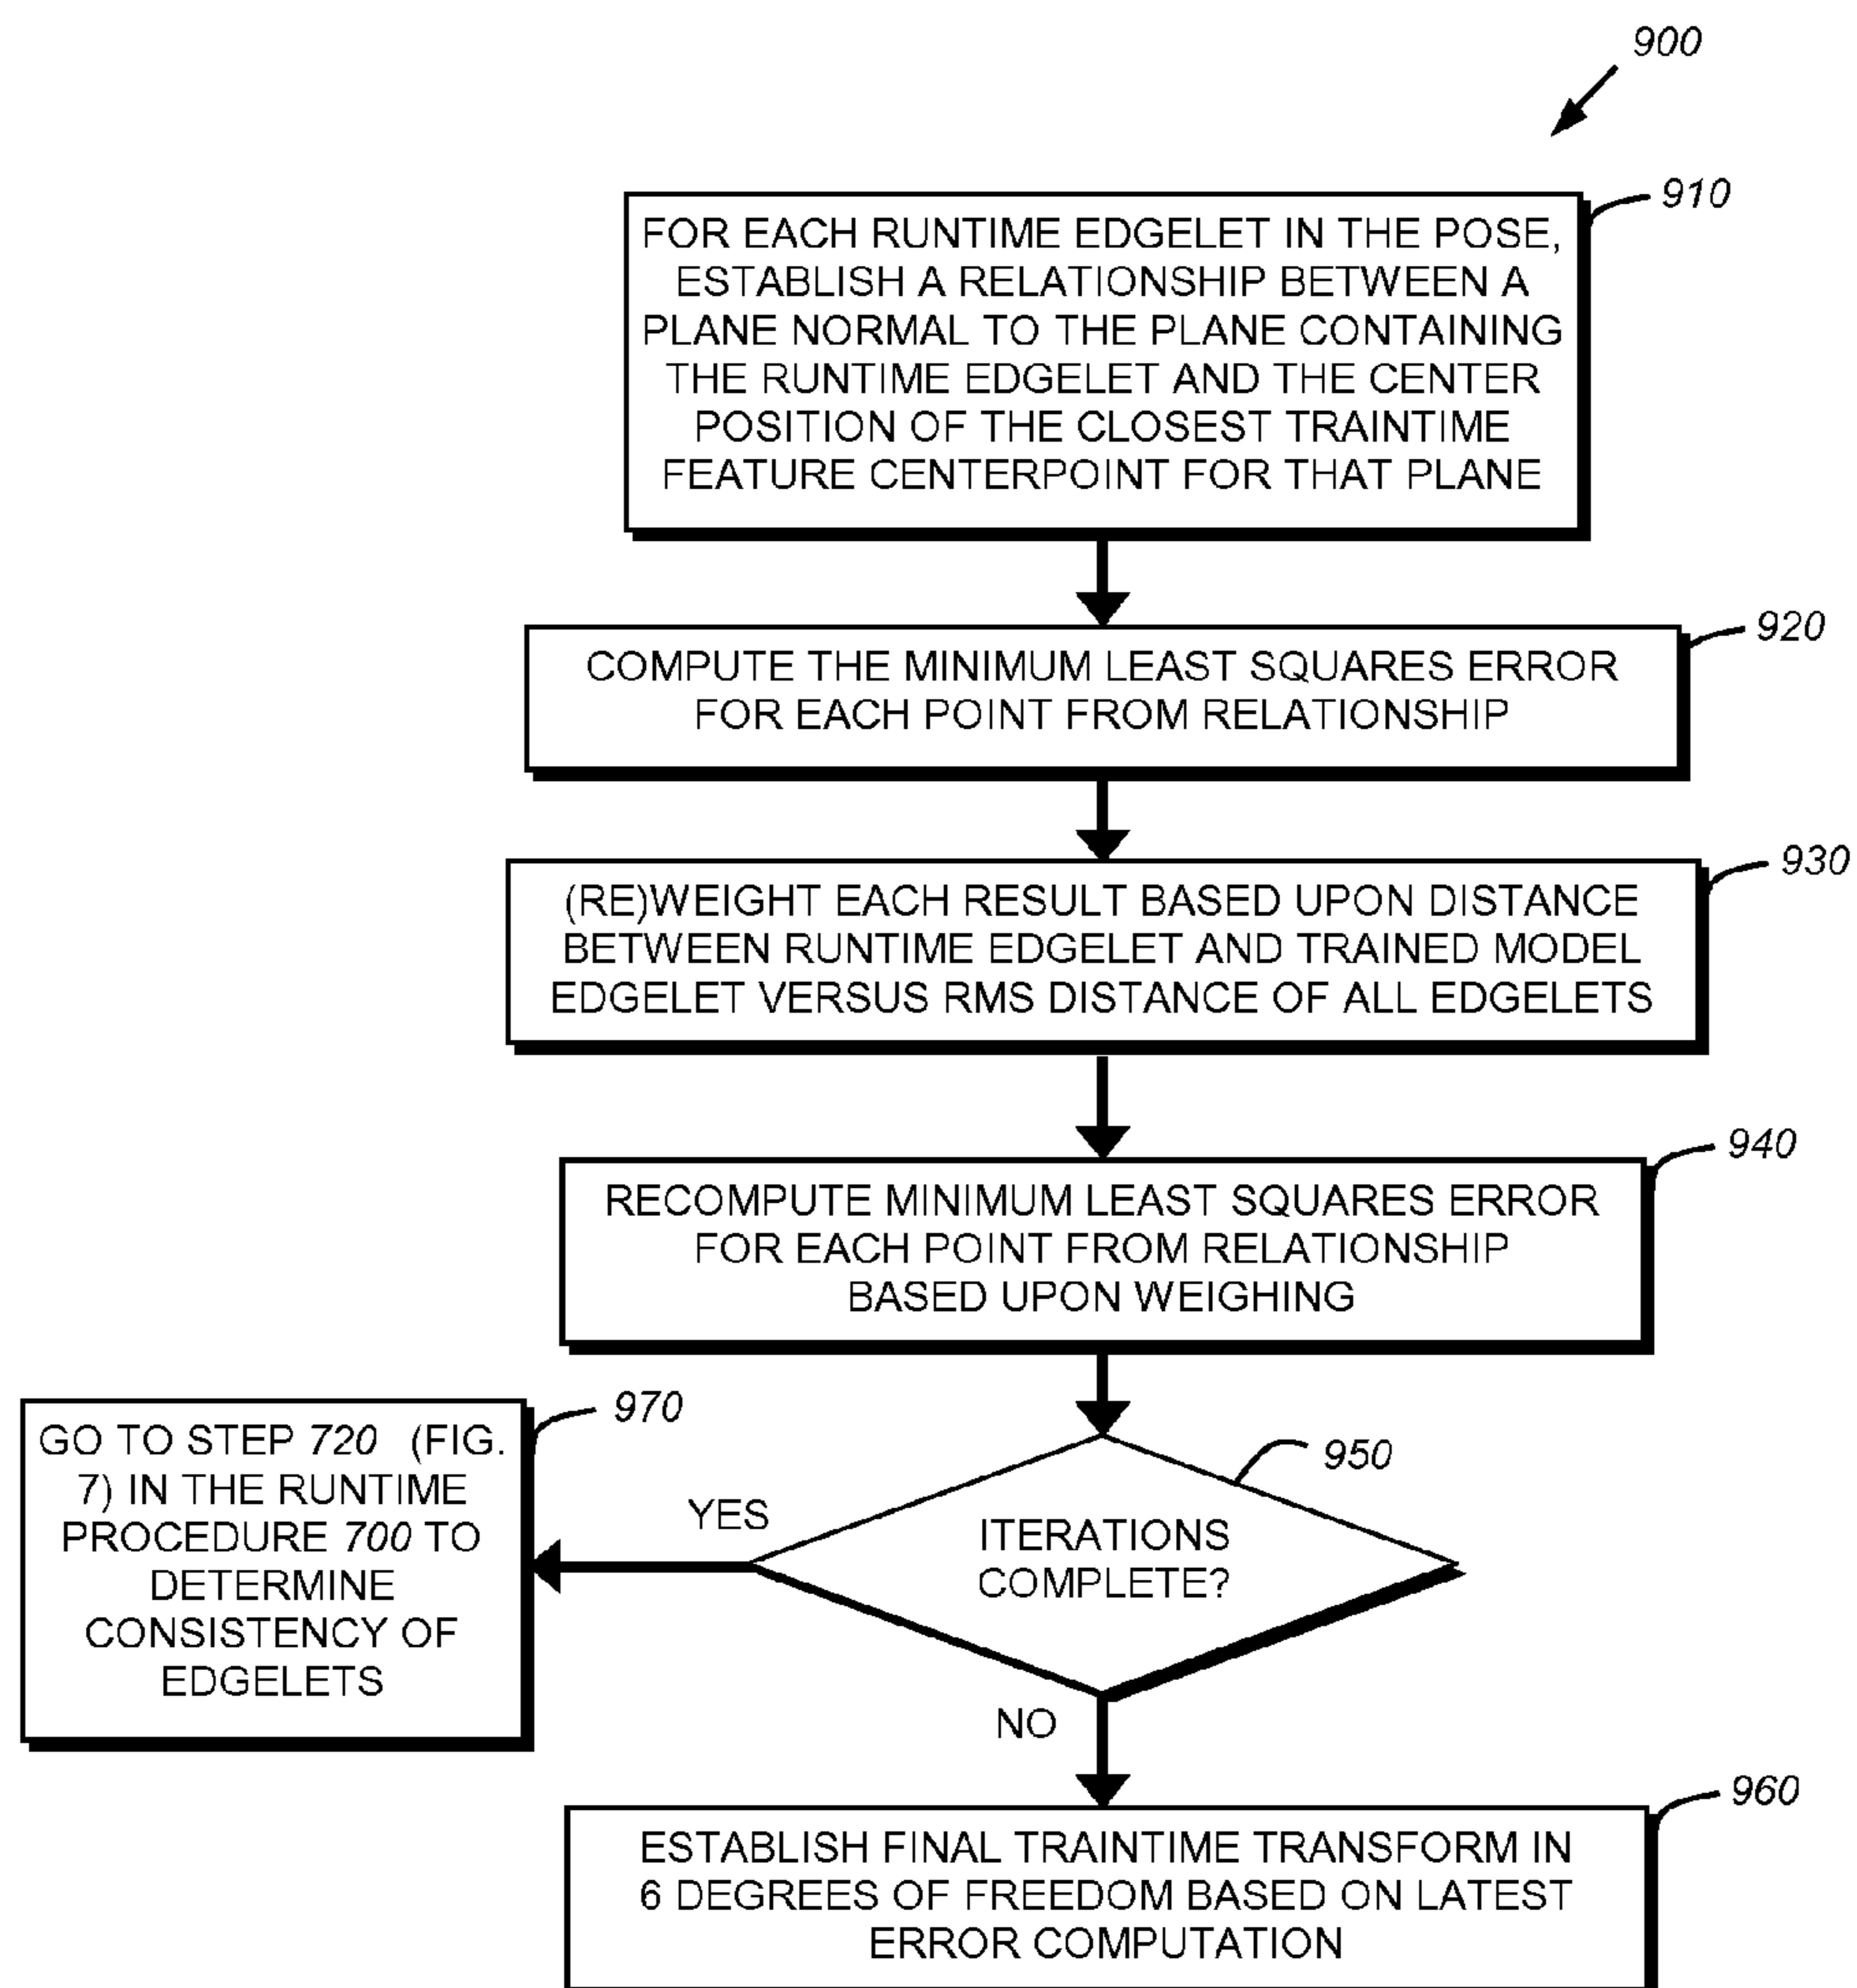 900
910
FOR EACH RUNTIME EDGELET IN THE POSE,
ESTABLISH A RELATIONSHIP BETWEEN A
PLANE NORMAL TO THE PLANE CONTAINING
THE RUNTIME EDGELET AND THE CENTER
POSITION OF THE CLOSEST TRAINTIME
FEATURE CENTERPOINT FOR THAT PLANE
920
COMPUTE THE MINIMUM LEAST SQUARES ERROR
FOR EACH POINT FROM RELATIONSHIP
930
(RE)WEIGHT EACH RESULT BASED UPON DISTANCE
BETWEEN RUNTIME EDGELET AND TRAINED MODEL
EDGELET VERSUS RMS DISTANCE OF ALL EDGELETS
940
RECOMPUTE MINIMUM LEAST SQUARES ERROR
FOR EACH POINT FROM RELATIONSHIP
BASED UPON WEIGHING
950
ITERATIONS
COMPLETE?
YES
970
GO TO STEP 720 (FIG.
7) IN THE RUNTIME
PROCEDURE 700 TO
DETERMINE
CONSISTENCY OF
EDGELETS
NO
960
ESTABLISH FINAL TRAINTIME TRANSFORM IN
6 DEGREES OF FREEDOM BASED ON LATEST
ERROR COMPUTATION